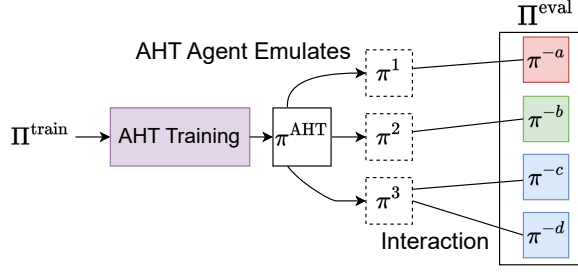 Π^eval
AHT Agent Emulates
π^1
π^{-a}
Π^train
AHT Training
π^AHT
π^2
π^{-b}
π^3
π^{-c}
π^{-d}
Interaction